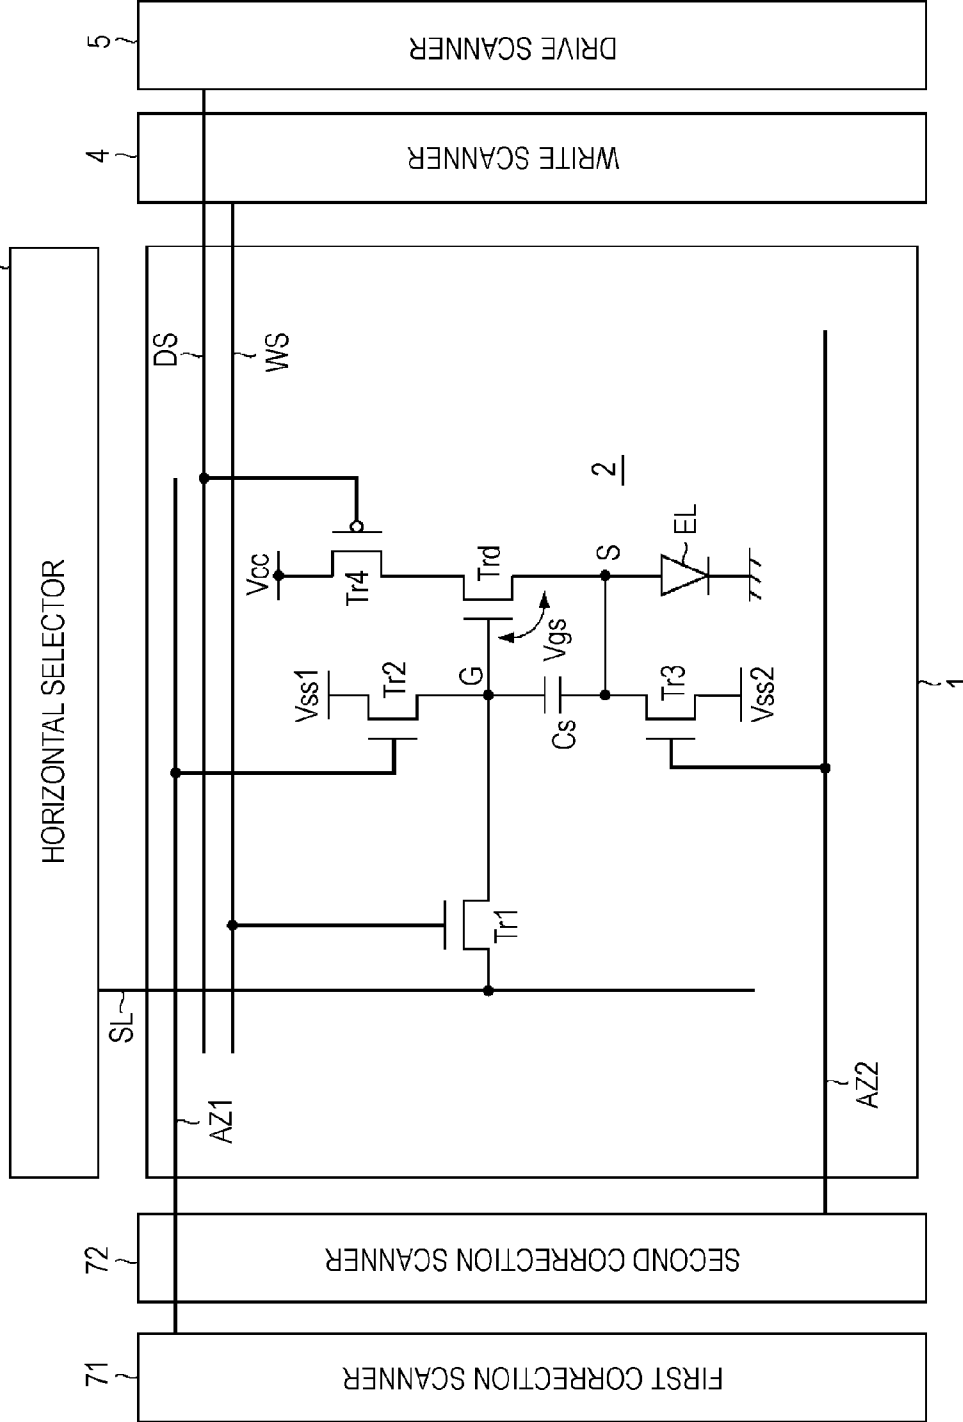 5
DRIVE SCANNER
4
WRITE SCANNER
HORIZONTAL SELECTOR
DS
WS
2
Vcc
Tr4
Trd
S
EL
Vgs
Vss1
Tr2
G
Cs
Tr3
Vss2
1
Tr1
SL
AZ1
AZ2
72
SECOND CORRECTION SCANNER
71
FIRST CORRECTION SCANNER